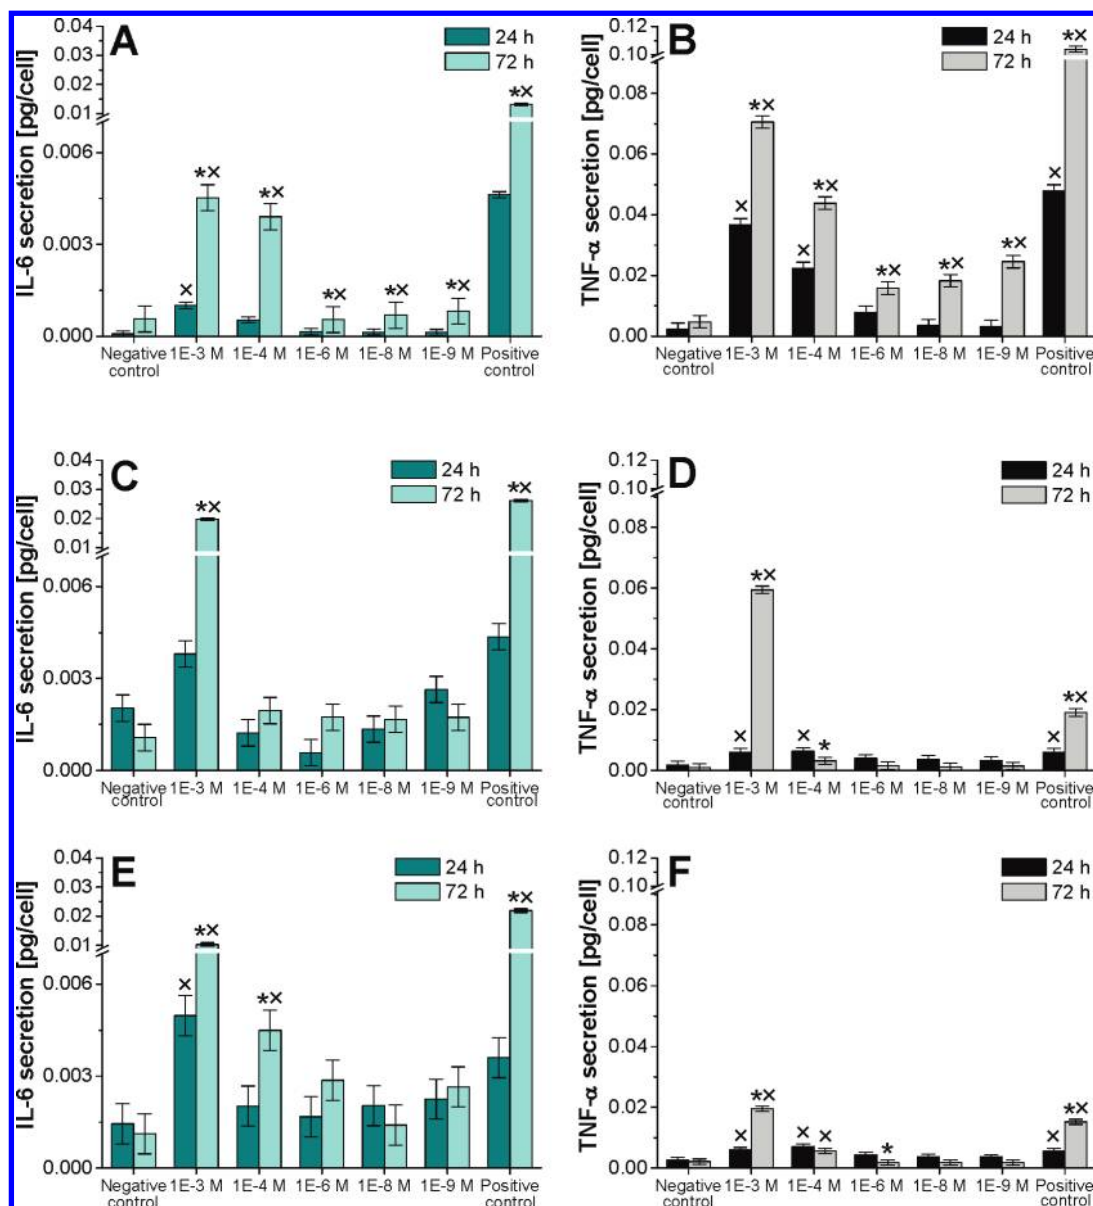 A
IL-6 secretion [pg/cell]
0.04
0.03
0.02
0.01
0.006
0.003
0.000
24 h
72 h
*×
×
*×
*×
*×
*×
*×
Negative control
1E-3 M
1E-4 M
1E-6 M
1E-8 M
1E-9 M
Positive control
B
TNF-α secretion [pg/cell]
0.12
0.10
0.08
0.06
0.04
0.02
0.00
24 h
72 h
×
*×
×
*×
*×
*×
*×
×
*×
Negative control
1E-3 M
1E-4 M
1E-6 M
1E-8 M
1E-9 M
Positive control
C
IL-6 secretion [pg/cell]
0.04
0.03
0.02
0.01
0.006
0.003
0.000
24 h
72 h
*×
*×
Negative control
1E-3 M
1E-4 M
1E-6 M
1E-8 M
1E-9 M
Positive control
D
TNF-α secretion [pg/cell]
0.12
0.10
0.08
0.06
0.04
0.02
0.00
24 h
72 h
×
*×
×
*
×
*×
Negative control
1E-3 M
1E-4 M
1E-6 M
1E-8 M
1E-9 M
Positive control
E
IL-6 secretion [pg/cell]
0.04
0.03
0.02
0.01
0.006
0.003
0.000
24 h
72 h
×
*×
*×
*×
Negative control
1E-3 M
1E-4 M
1E-6 M
1E-8 M
1E-9 M
Positive control
F
TNF-α secretion [pg/cell]
0.12
0.10
0.08
0.06
0.04
0.02
0.00
24 h
72 h
×
*×
×
×
*
×
*×
Negative control
1E-3 M
1E-4 M
1E-6 M
1E-8 M
1E-9 M
Positive control